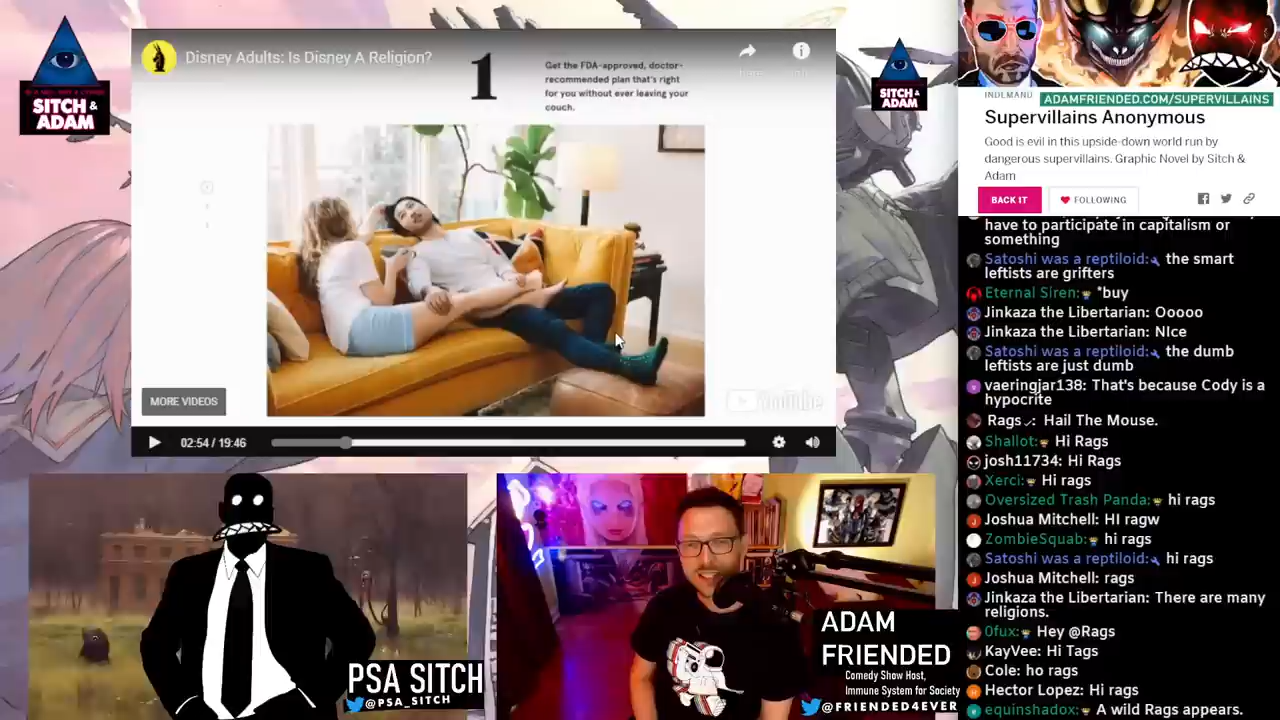 SITCH &
ADAM
Disney Adults: Is Disney A Religion?
1
Get the FDA-approved, doctor-
recommended plan that's right
for you without ever leaving your
couch.
MORE VIDEOS
YouTube
02:54 / 19:46
SITCH &
ADAM
INDEMAND
ADAMFRIENDED.COM/SUPERVILLAINS
Supervillains Anonymous
Good is evil in this upside-down world run by
dangerous supervillains. Graphic Novel by Sitch &
Adam
BACK IT
FOLLOWING
have to participate in capitalism or
something
Satoshi was a reptiloid: the smart
leftists are grifters
Eternal Siren: *buy
Jinkaza the Libertarian: Ooooo
Jinkaza the Libertarian: NIce
Satoshi was a reptiloid: the dumb
leftists are just dumb
vaeringjar138: That's because Cody is a
hypocrite
Rags: Hail The Mouse.
Shallot: Hi Rags
josh11734: Hi Rags
Xerci: Hi rags
Oversized Trash Panda: hi rags
Joshua Mitchell: HI ragw
ZombieSquab: hi rags
Satoshi was a reptiloid: hi rags
Joshua Mitchell: rags
Jinkaza the Libertarian: There are many
religions.
0fux: Hey @Rags
KayVee: Hi Tags
Cole: ho rags
Hector Lopez: Hi rags
equinshadox: A wild Rags appears.
PSA SITCH
@PSA_SITCH
ADAM
FRIENDED
Comedy Show Host,
Immune System for Society
@FRIENDED4EVER